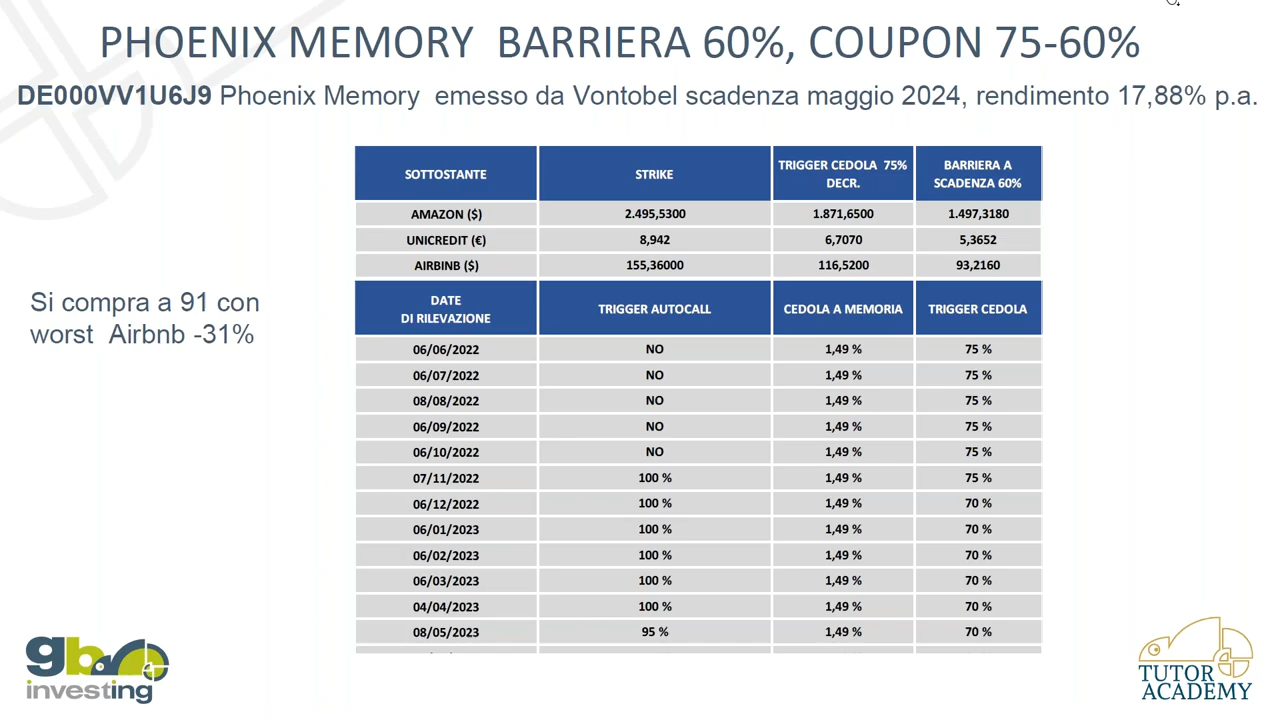 PHOENIX MEMORY BARRIERA 60%, COUPON 75-60%
DE000VV1U6J9 Phoenix Memory emesso da Vontobel scadenza maggio 2024, rendimento 17,88% p.a.
Si compra a 91 con
worst Airbnb -31%
SOTTOSTANTE STRIKE TRIGGER CEDOLA 75% DECR. BARRIERA A SCADENZA 60%
AMAZON ($) 2.495,5300 1.871,6500 1.497,3180
UNICREDIT (€) 8,942 6,7070 5,3652
AIRBINB ($) 155,36000 116,5200 93,2160
DATE DI RILEVAZIONE TRIGGER AUTOCALL CEDOLA A MEMORIA TRIGGER CEDOLA
06/06/2022 NO 1,49 % 75 %
06/07/2022 NO 1,49 % 75 %
08/08/2022 NO 1,49 % 75 %
06/09/2022 NO 1,49 % 75 %
06/10/2022 NO 1,49 % 75 %
07/11/2022 100 % 1,49 % 75 %
06/12/2022 100 % 1,49 % 70 %
06/01/2023 100 % 1,49 % 70 %
06/02/2023 100 % 1,49 % 70 %
06/03/2023 100 % 1,49 % 70 %
04/04/2023 100 % 1,49 % 70 %
08/05/2023 95 % 1,49 % 70 %
gb
investing
TUTOR
ACADEMY